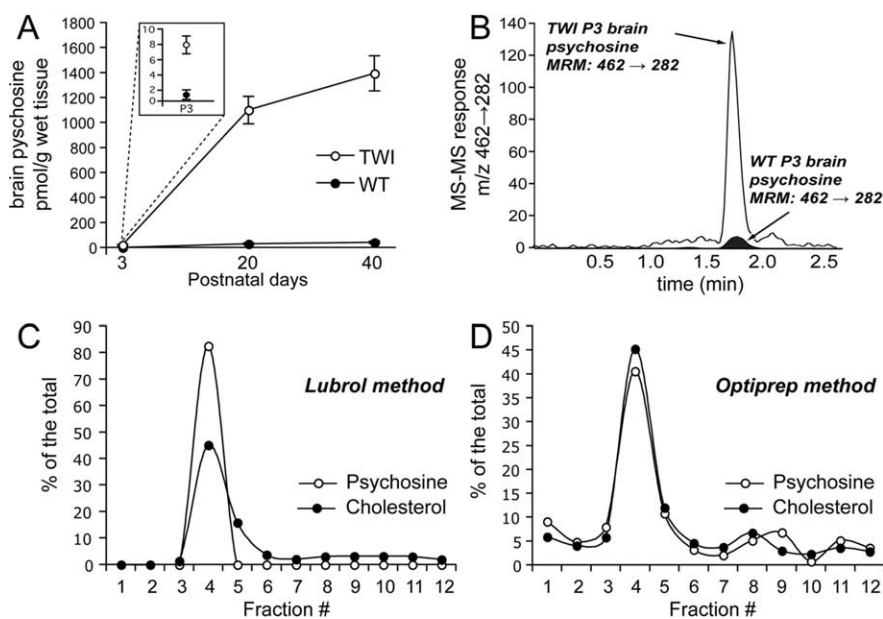 A
brain pyschosine
pmol/g wet tissue
1800
1600
1400
1200
1000
800
600
400
200
0
10
8
6
4
2
0
P3
TWI
WT
3
20
40
Postnatal days
B
MS-MS response
m/z 462→282
140
120
100
80
60
40
20
0
TWI P3 brain
psychosine
MRM: 462 → 282
WT P3 brain
psychosine
MRM: 462 → 282
0.5 1.0 1.5 2.0 2.5
time (min)
C
% of the total
90
80
70
60
50
40
30
20
10
0
Lubrol method
Psychosine
Cholesterol
1 2 3 4 5 6 7 8 9 10 11 12
Fraction #
D
% of the total
50
45
40
35
30
25
20
15
10
5
0
Optiprep method
Psychosine
Cholesterol
1 2 3 4 5 6 7 8 9 10 11 12
Fraction #